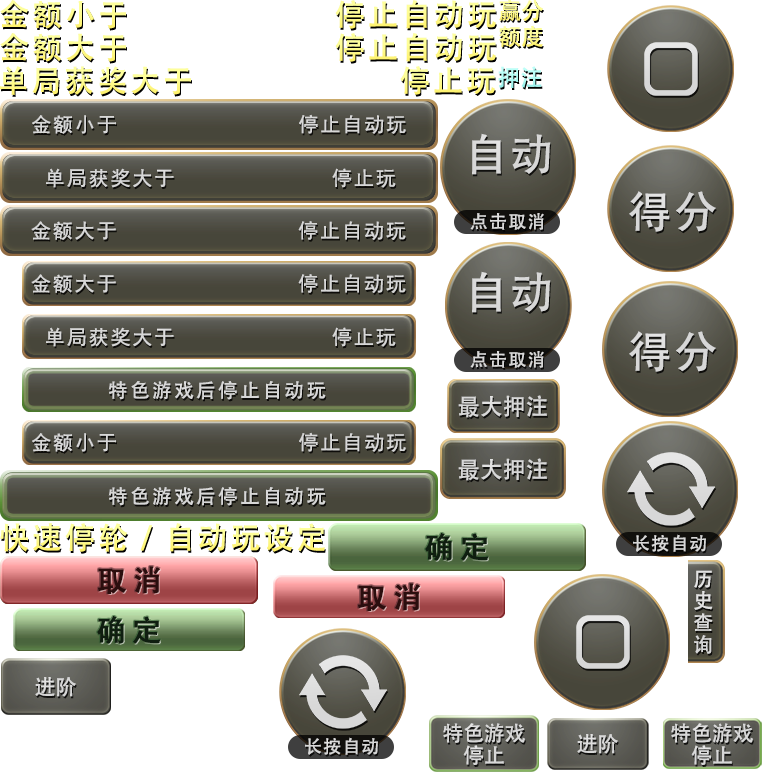 金额小于
停止自动玩
赢分
金额大于
停止自动玩
额度
单局获奖大于
停止玩
押注
金额小于
停止自动玩
单局获奖大于
停止玩
金额大于
停止自动玩
金额大于
停止自动玩
单局获奖大于
停止玩
特色游戏后停止自动玩
金额小于
停止自动玩
特色游戏后停止自动玩
自动
点击取消
自动
点击取消
最大押注
最大押注
得分
得分
长按自动
快速停轮 / 自动玩设定
确定
取消
取消
确定
历史查询
进阶
长按自动
特色游戏
停止
进阶
特色游戏
停止